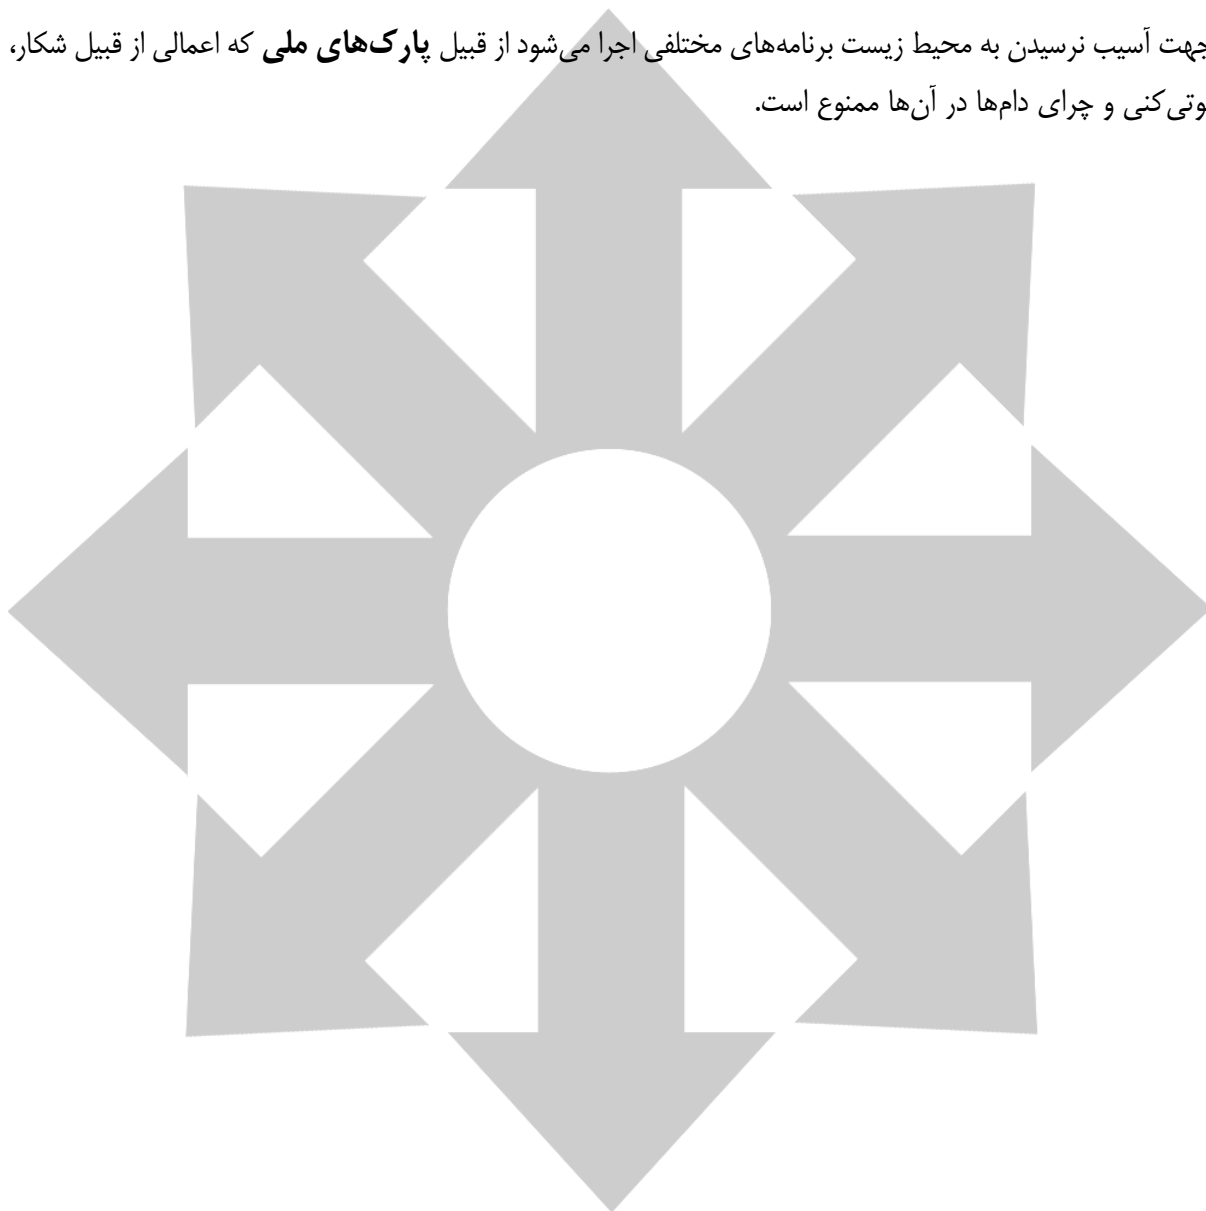 جهت آسیب نرسیدن به محیط زیست برنامه‌های مختلفی اجرا می‌شود از قبیل پارک‌های ملی که اعمالی از قبیل شکار،
وتی‌کنی و چرای دام‌ها در آن‌ها ممنوع است.